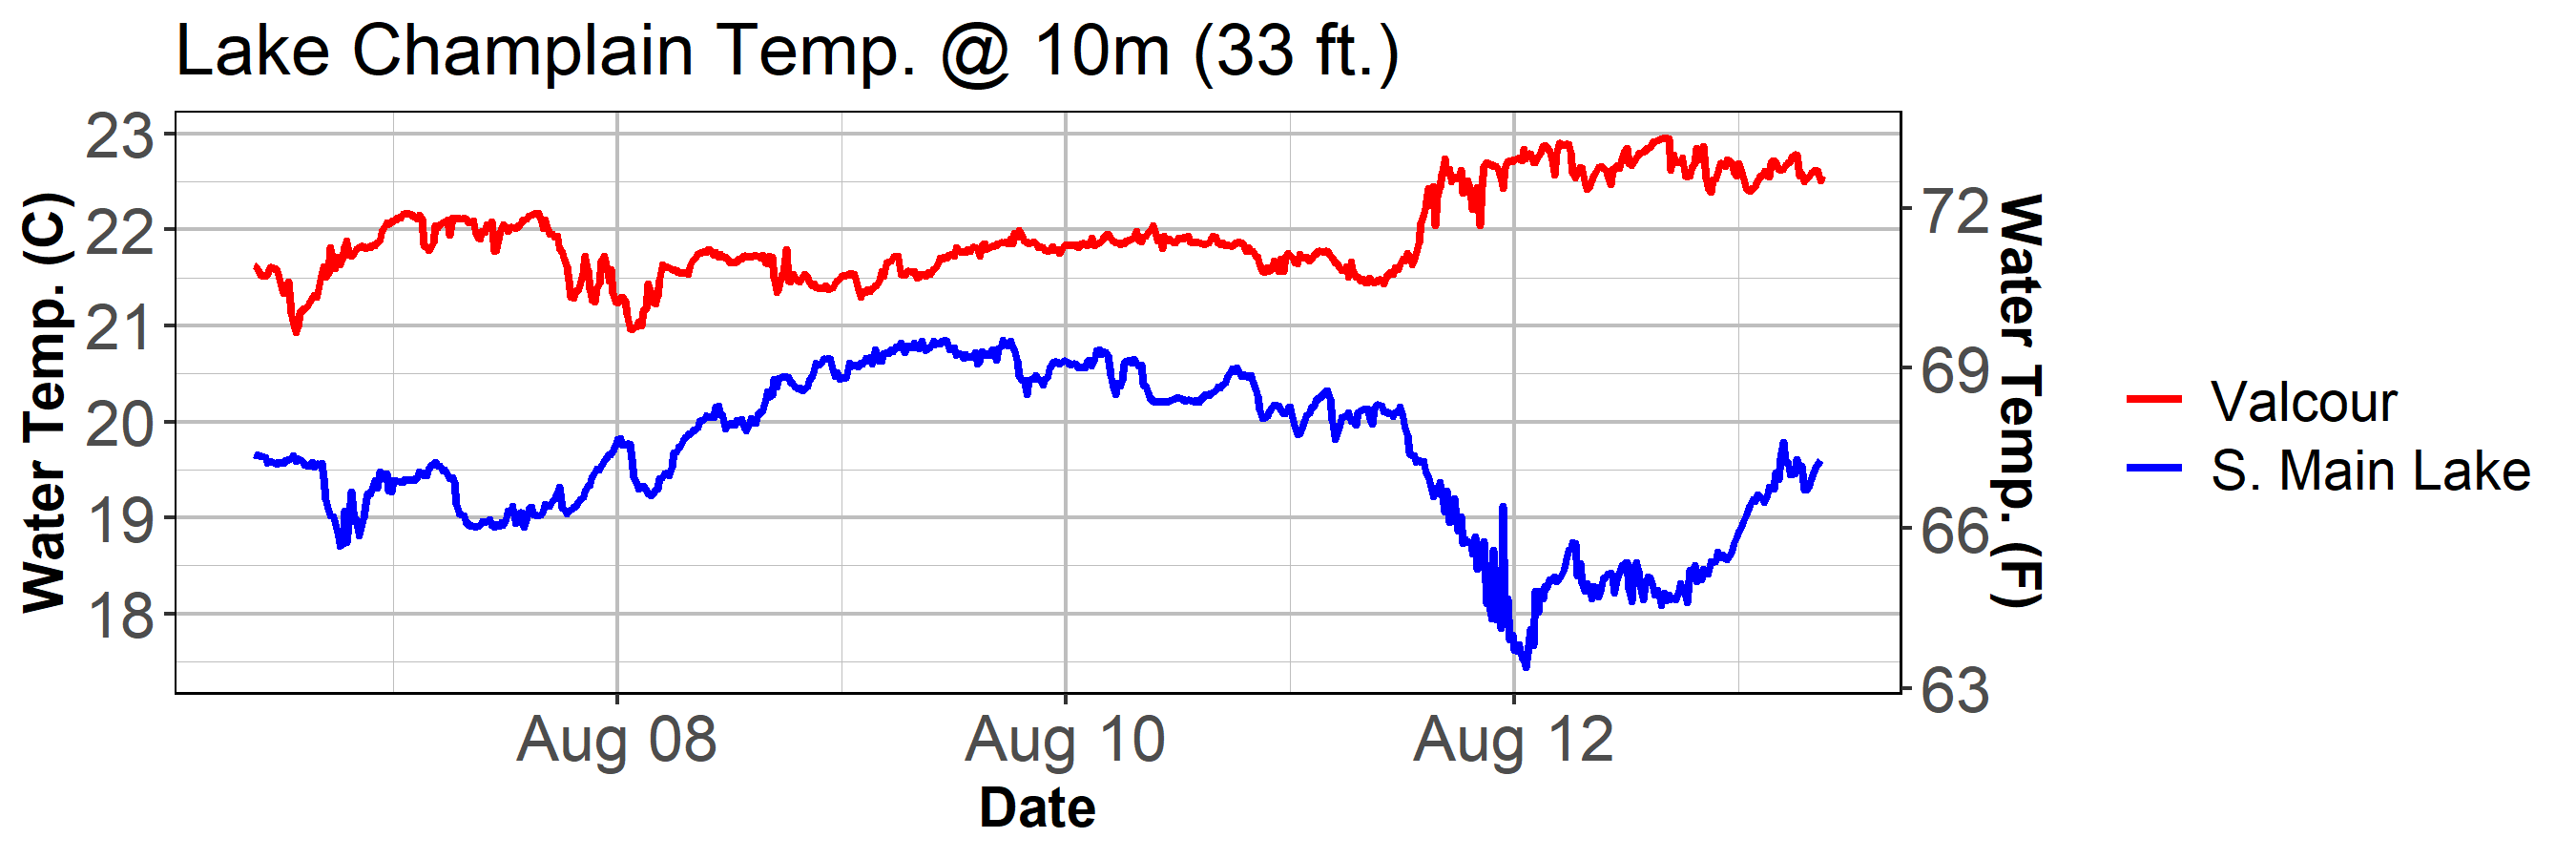 Lake Champlain Temp. @ 10m (33 ft.)
Water Temp. (C)
23
22
21
20
19
18
72
69
66
63
Water Temp. (F)
Aug 08
Aug 10
Aug 12
Date
Valcour
S. Main Lake